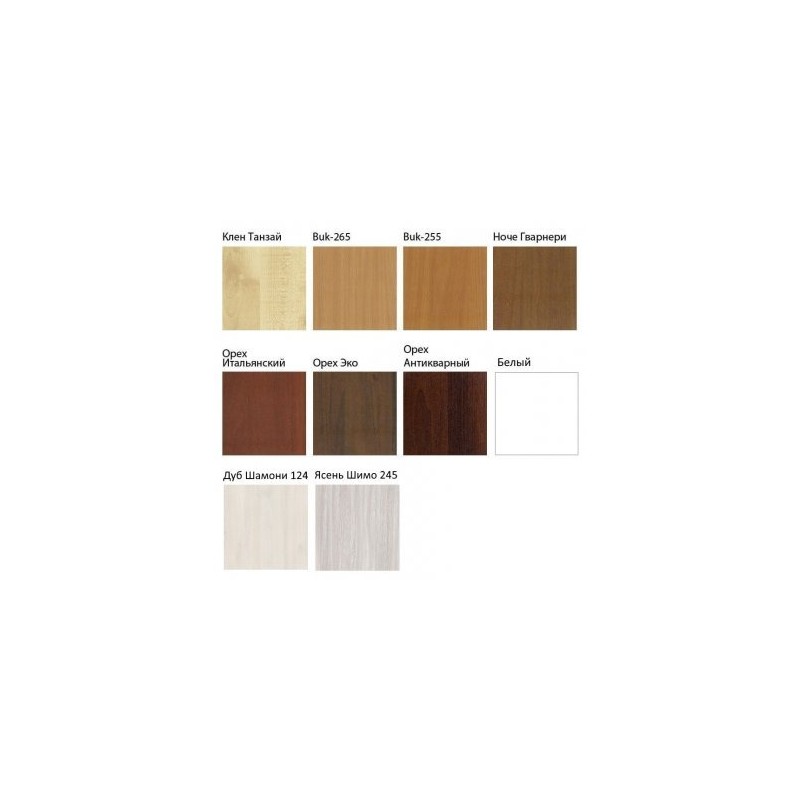 Клен Танзай
Buk-265
Buk-255
Ноче Гварнери
Орех
Итальянский
Орех Эко
Орех
Антикварный
Белый
Дуб Шамони 124
Ясень Шимо 245